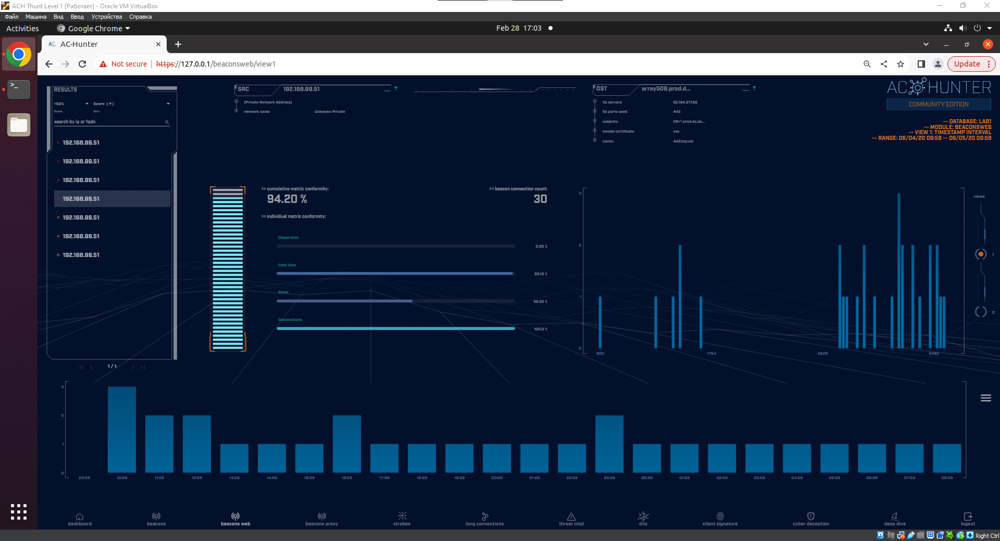 ACH Thunt Level 1 [Работает] - Oracle VM VirtualBox
Файл Машина Вид Ввод Устройства Справка
Activities Google Chrome Feb 28 17:03
AC-Hunter
Not secure https://127.0.0.1/beaconsweb/view1 Update
RESULTS
>50% Score [▼]
Score Sort
search by ip or fqdn
192.168.99.51
192.168.99.51
192.168.99.51
192.168.99.51
192.168.99.51
192.168.99.51
192.168.99.51
1 / 1
SRC 192.168.99.51
[Private Network Address]
network name Unknown Private
DST array509.prod.d...
tls servers 52.184.217.56
tls ports used 443
subjects CN=*.prod.do.ds...
invalid certificate yes
comm 443:tcp:ssl
AC HUNTER
COMMUNITY EDITION
-- DATABASE: LAB1
-- MODULE: BEACONSWEB
-- VIEW 1: TIMESTAMP INTERVAL
-- RANGE: 06/04/20 09:59 -- 06/05/20 09:58
>> cumulative metric conformity:
94.20 %
>> beacon connection count:
30
>> individual metric conformity:
Dispersion
0.00 %
Data Size
99.10 %
Skew
56.52 %
Connections
100.0 %
3
2
1
0
900 1764 2628 3492
views
1
2
3
2
1
0
09:59 10:59 11:59 12:59 13:59 14:59 15:59 16:59 17:59 18:59 19:59 20:59 21:59 22:59 23:59 00:59 01:59 02:59 03:58 04:58 05:58 06:58 07:58 08:58
dashboard beacons beacons web beacons proxy strobes long connections threat intel dns client signature cyber deception deep dive logout
Right Ctrl